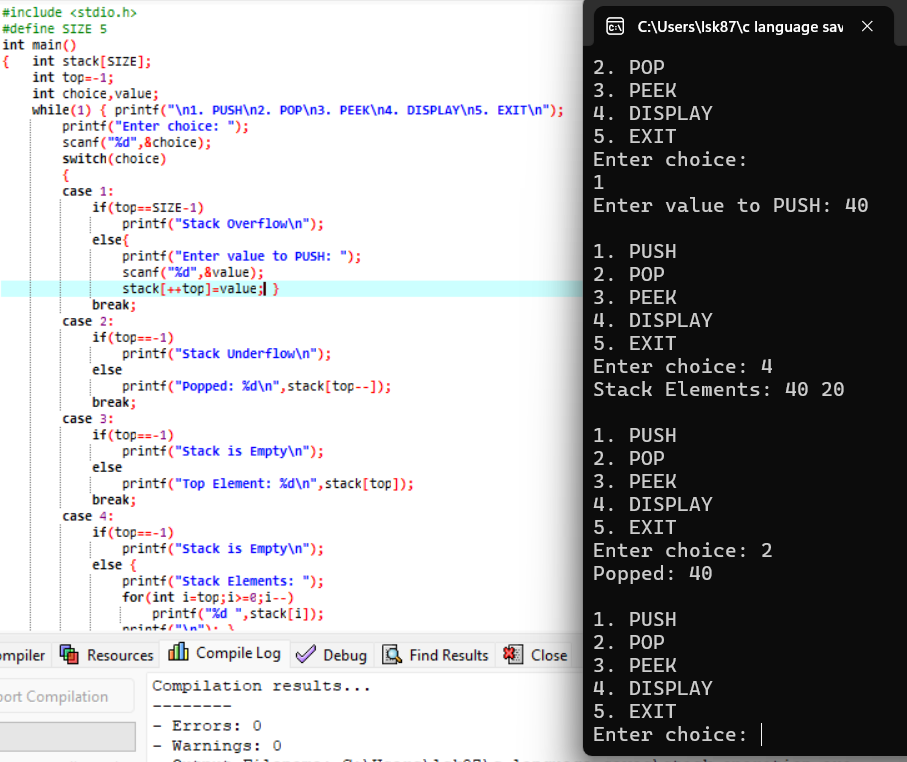 #include <stdio.h>
#define SIZE 5
int main()
{   int stack[SIZE];
    int top=-1;
    int choice,value;
    while(1) { printf("\n1. PUSH\n2. POP\n3. PEEK\n4. DISPLAY\n5. EXIT\n");
        printf("Enter choice: ");
        scanf("%d",&choice);
        switch(choice)
        {
        case 1:
            if(top==SIZE-1)
                printf("Stack Overflow\n");
            else{
                printf("Enter value to PUSH: ");
                scanf("%d",&value);
                stack[++top]=value; }
            break;
        case 2:
            if(top==-1)
                printf("Stack Underflow\n");
            else
                printf("Popped: %d\n",stack[top--]);
            break;
        case 3:
            if(top==-1)
                printf("Stack is Empty\n");
            else
                printf("Top Element: %d\n",stack[top]);
            break;
        case 4:
            if(top==-1)
                printf("Stack is Empty\n");
            else {
                printf("Stack Elements: ");
                for(int i=top;i>=0;i--)
                    printf("%d ",stack[i]);
                printf("\n"); }
mpiler Resources Compile Log Debug Find Results Close
ort Compilation
Compilation results...
--------
- Errors: 0
- Warnings: 0
C:\Users\lsk87\c language sav
2. POP
3. PEEK
4. DISPLAY
5. EXIT
Enter choice:
1
Enter value to PUSH: 40
1. PUSH
2. POP
3. PEEK
4. DISPLAY
5. EXIT
Enter choice: 4
Stack Elements: 40 20
1. PUSH
2. POP
3. PEEK
4. DISPLAY
5. EXIT
Enter choice: 2
Popped: 40
1. PUSH
2. POP
3. PEEK
4. DISPLAY
5. EXIT
Enter choice: